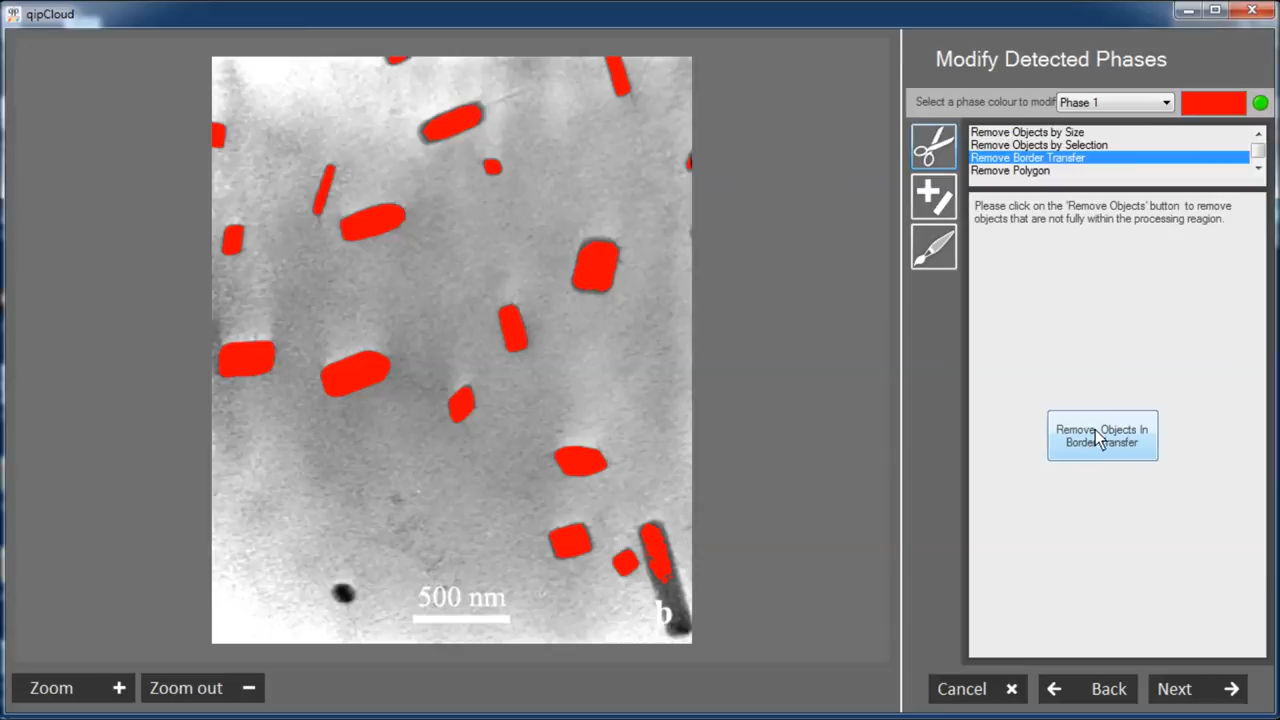 qipCloud
Modify Detected Phases
Select a phase colour to modif
Phase 1
Remove Objects by Size
Remove Objects by Selection
Remove Border Transfer
Remove Polygon
Please click on the 'Remove Objects' button to remove
objects that are not fully within the processing reagion.
Remove Objects In
Border Transfer
500 nm
b
Zoom +
Zoom out −
Cancel
Back
Next